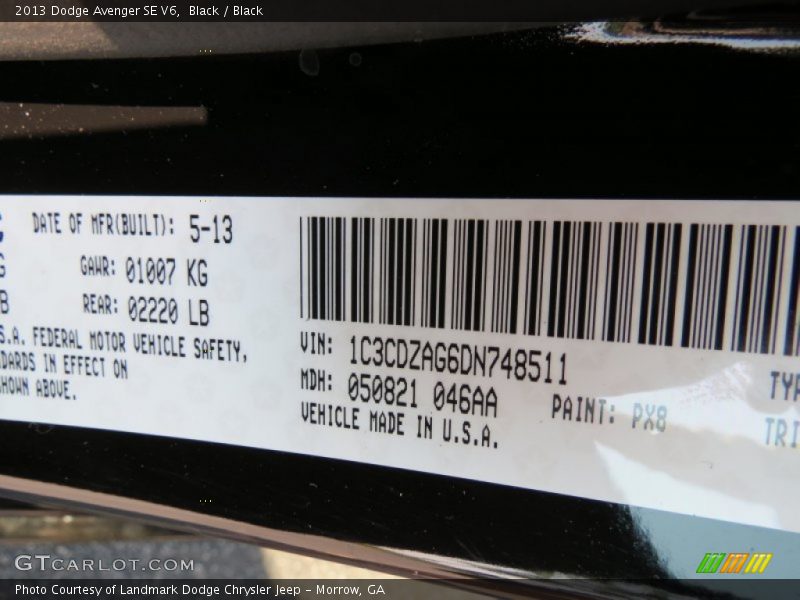 2013 Dodge Avenger SE V6,  Black / Black
DATE OF MFR(BUILT): 5-13
GAWR: 01007 KG
REAR: 02220 LB
S.A. FEDERAL MOTOR VEHICLE SAFETY,
DARDS IN EFFECT ON
SHOWN ABOVE.
VIN: 1C3CDZAG6DN748511
MDH: 050821 046AA
PAINT: PX8
VEHICLE MADE IN U.S.A.
TYP
TRI
GTCARLOT.COM
Photo Courtesy of Landmark Dodge Chrysler Jeep – Morrow, GA